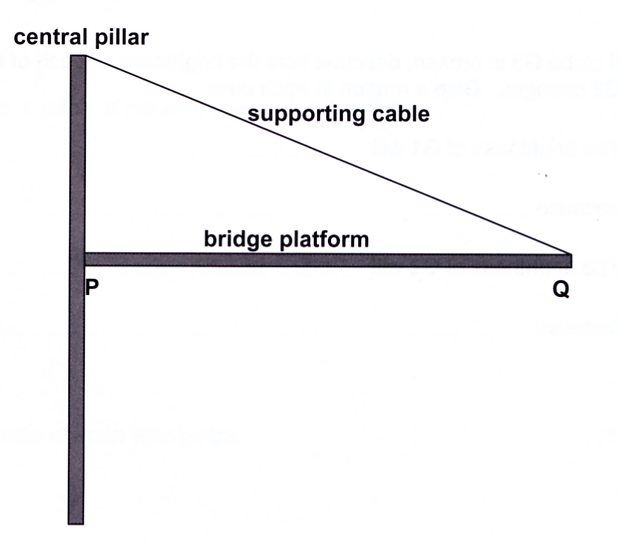 central pillar
supporting cable
bridge platform
P
Q